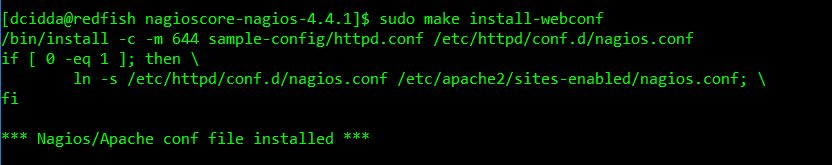 [dcidda@redfish nagioscore-nagios-4.4.1]$ sudo make install-webconf
/bin/install -c -m 644 sample-config/httpd.conf /etc/httpd/conf.d/nagios.conf
if [ 0 -eq 1 ]; then \
        ln -s /etc/httpd/conf.d/nagios.conf /etc/apache2/sites-enabled/nagios.conf; \
fi
*** Nagios/Apache conf file installed ***